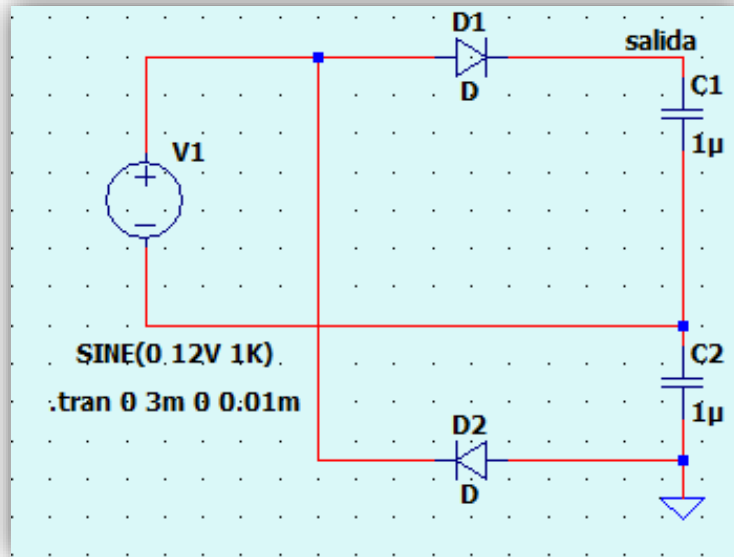 D1
salida
D
C1
1µ
V1
SINE(0 12V 1K)
.tran 0 3m 0 0.01m
C2
1µ
D2
D